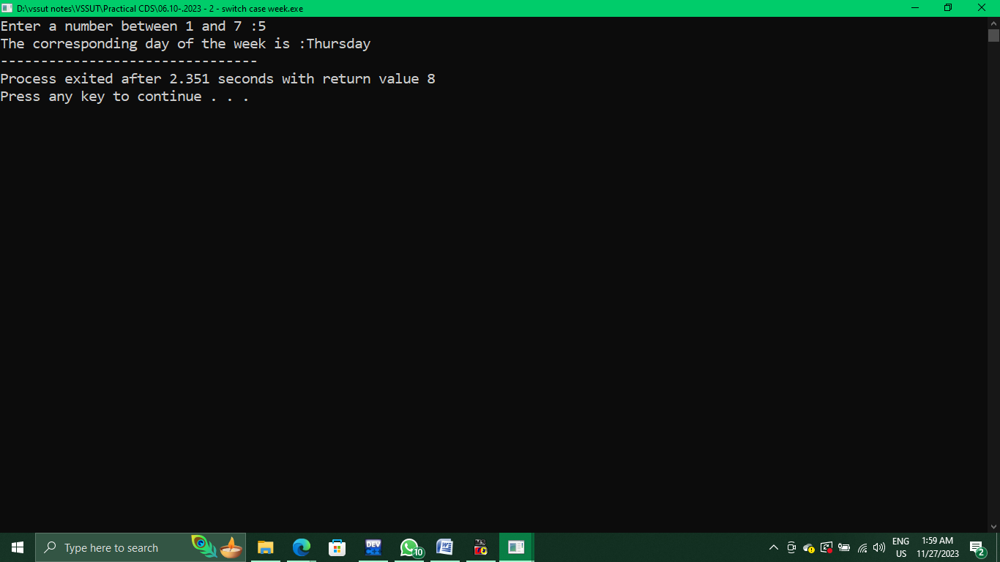 D:\vssut notes\VSSUT\Practical CDS\06.10-.2023 - 2 - switch case week.exe
Enter a number between 1 and 7 :5
The corresponding day of the week is :Thursday
--------------------------------
Process exited after 2.351 seconds with return value 8
Press any key to continue . . .
Type here to search
DEV
10
ENG
US
1:59 AM
11/27/2023
2